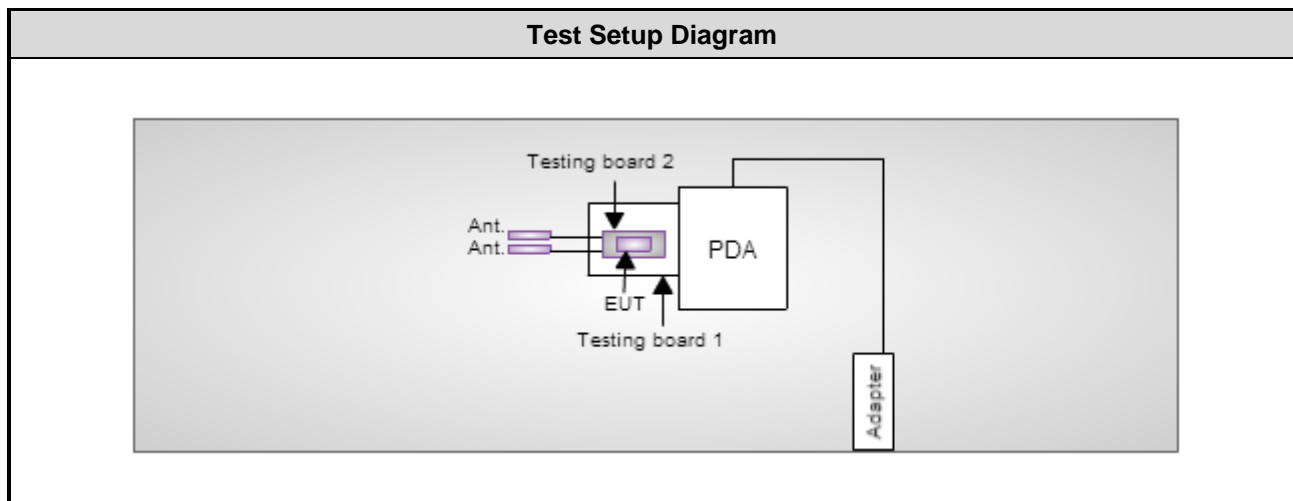 Test Setup Diagram
Testing board 2
Ant.
Ant.
PDA
EUT
Testing board 1
Adapter